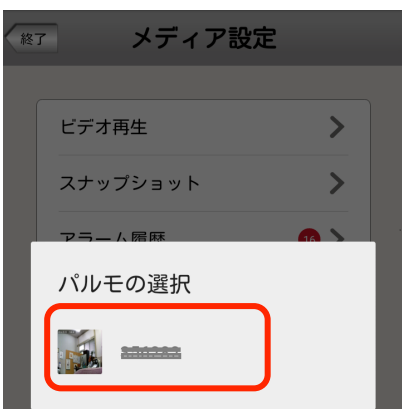 終了
メディア設定
ビデオ再生
スナップショット
アラーム履歴
16
パルモの選択